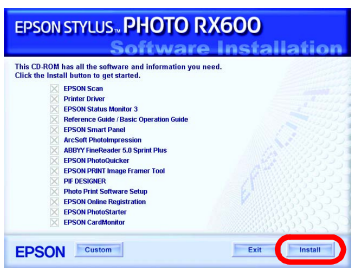 EPSON STYLUS™ PHOTO RX600
Software Installation
This CD-ROM has all the software and information you need.
Click the Install button to get started.
EPSON Scan
Printer Driver
EPSON Status Monitor 3
Reference Guide / Basic Operation Guide
EPSON Smart Panel
ArcSoft PhotoImpression
ABBYY FineReader 5.0 Sprint Plus
EPSON PhotoQuicker
EPSON PRINT Image Framer Tool
PIF DESIGNER
Photo Print Software Setup
EPSON Online Registration
EPSON PhotoStarter
EPSON CardMonitor
EPSON Custom Exit Install